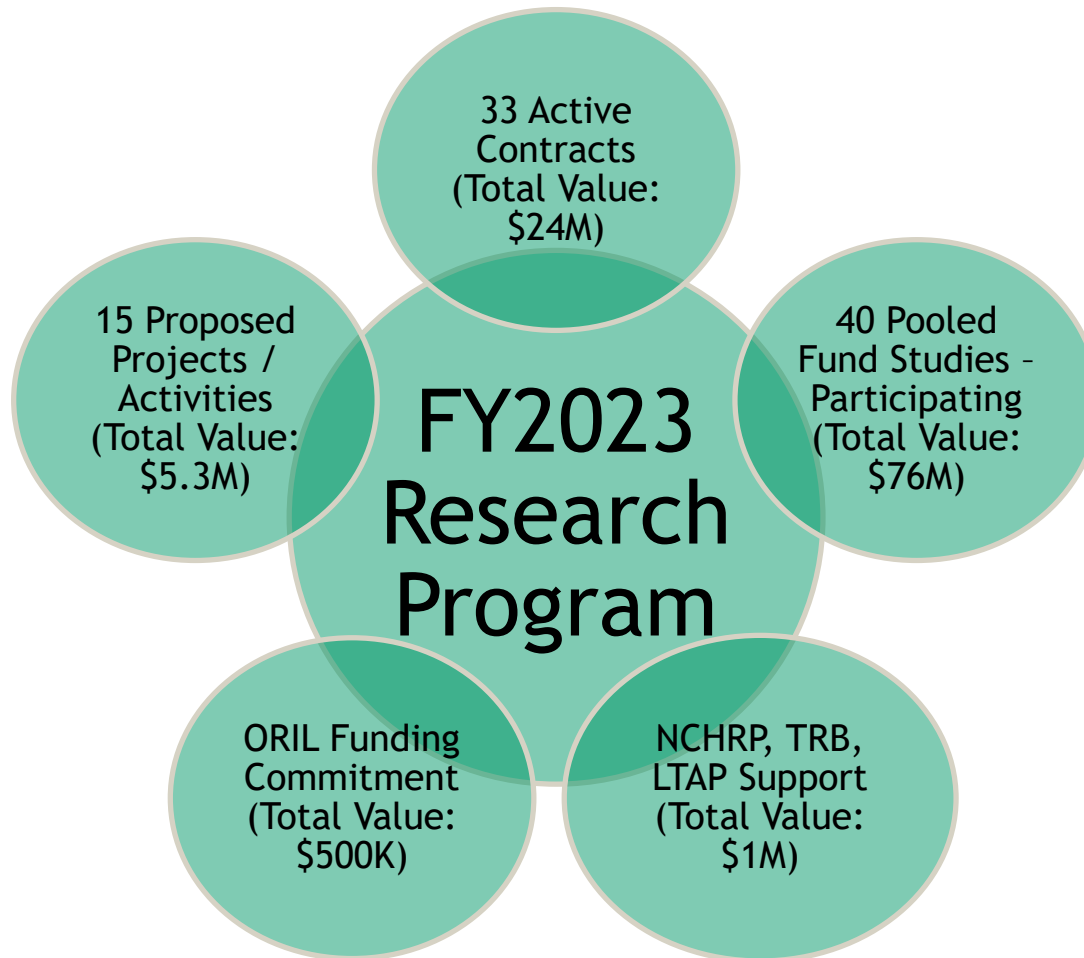 33 Active
Contracts
(Total Value:
$24M)
15 Proposed
Projects /
Activities
(Total Value:
$5.3M)
40 Pooled
Fund Studies –
Participating
(Total Value:
$76M)
FY2023
Research
Program
ORIL Funding
Commitment
(Total Value:
$500K)
NCHRP, TRB,
LTAP Support
(Total Value:
$1M)